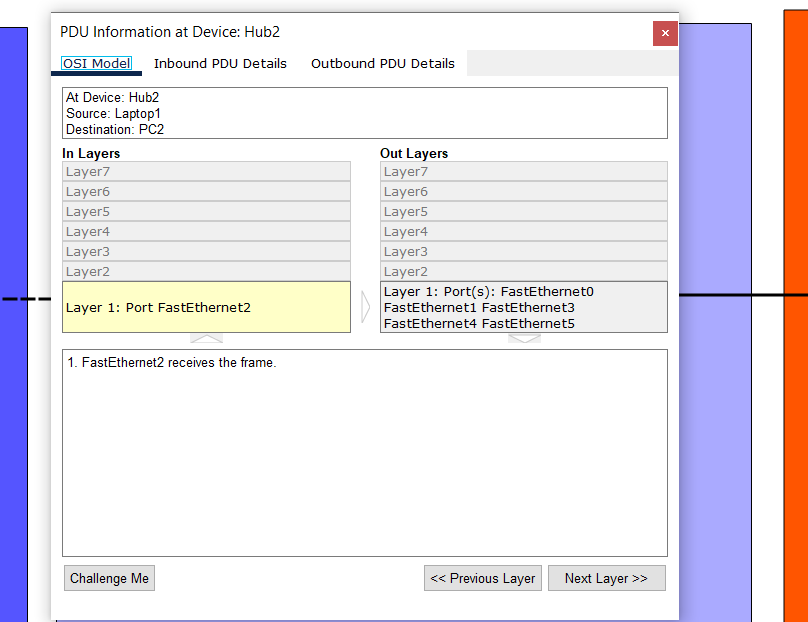 PDU Information at Device: Hub2
×
OSI Model Inbound PDU Details Outbound PDU Details
At Device: Hub2
Source: Laptop1
Destination: PC2
In Layers
Layer7
Layer6
Layer5
Layer4
Layer3
Layer2
Layer 1: Port FastEthernet2
Out Layers
Layer7
Layer6
Layer5
Layer4
Layer3
Layer2
Layer 1: Port(s): FastEthernet0
FastEthernet1 FastEthernet3
FastEthernet4 FastEthernet5
1. FastEthernet2 receives the frame.
Challenge Me << Previous Layer Next Layer >>